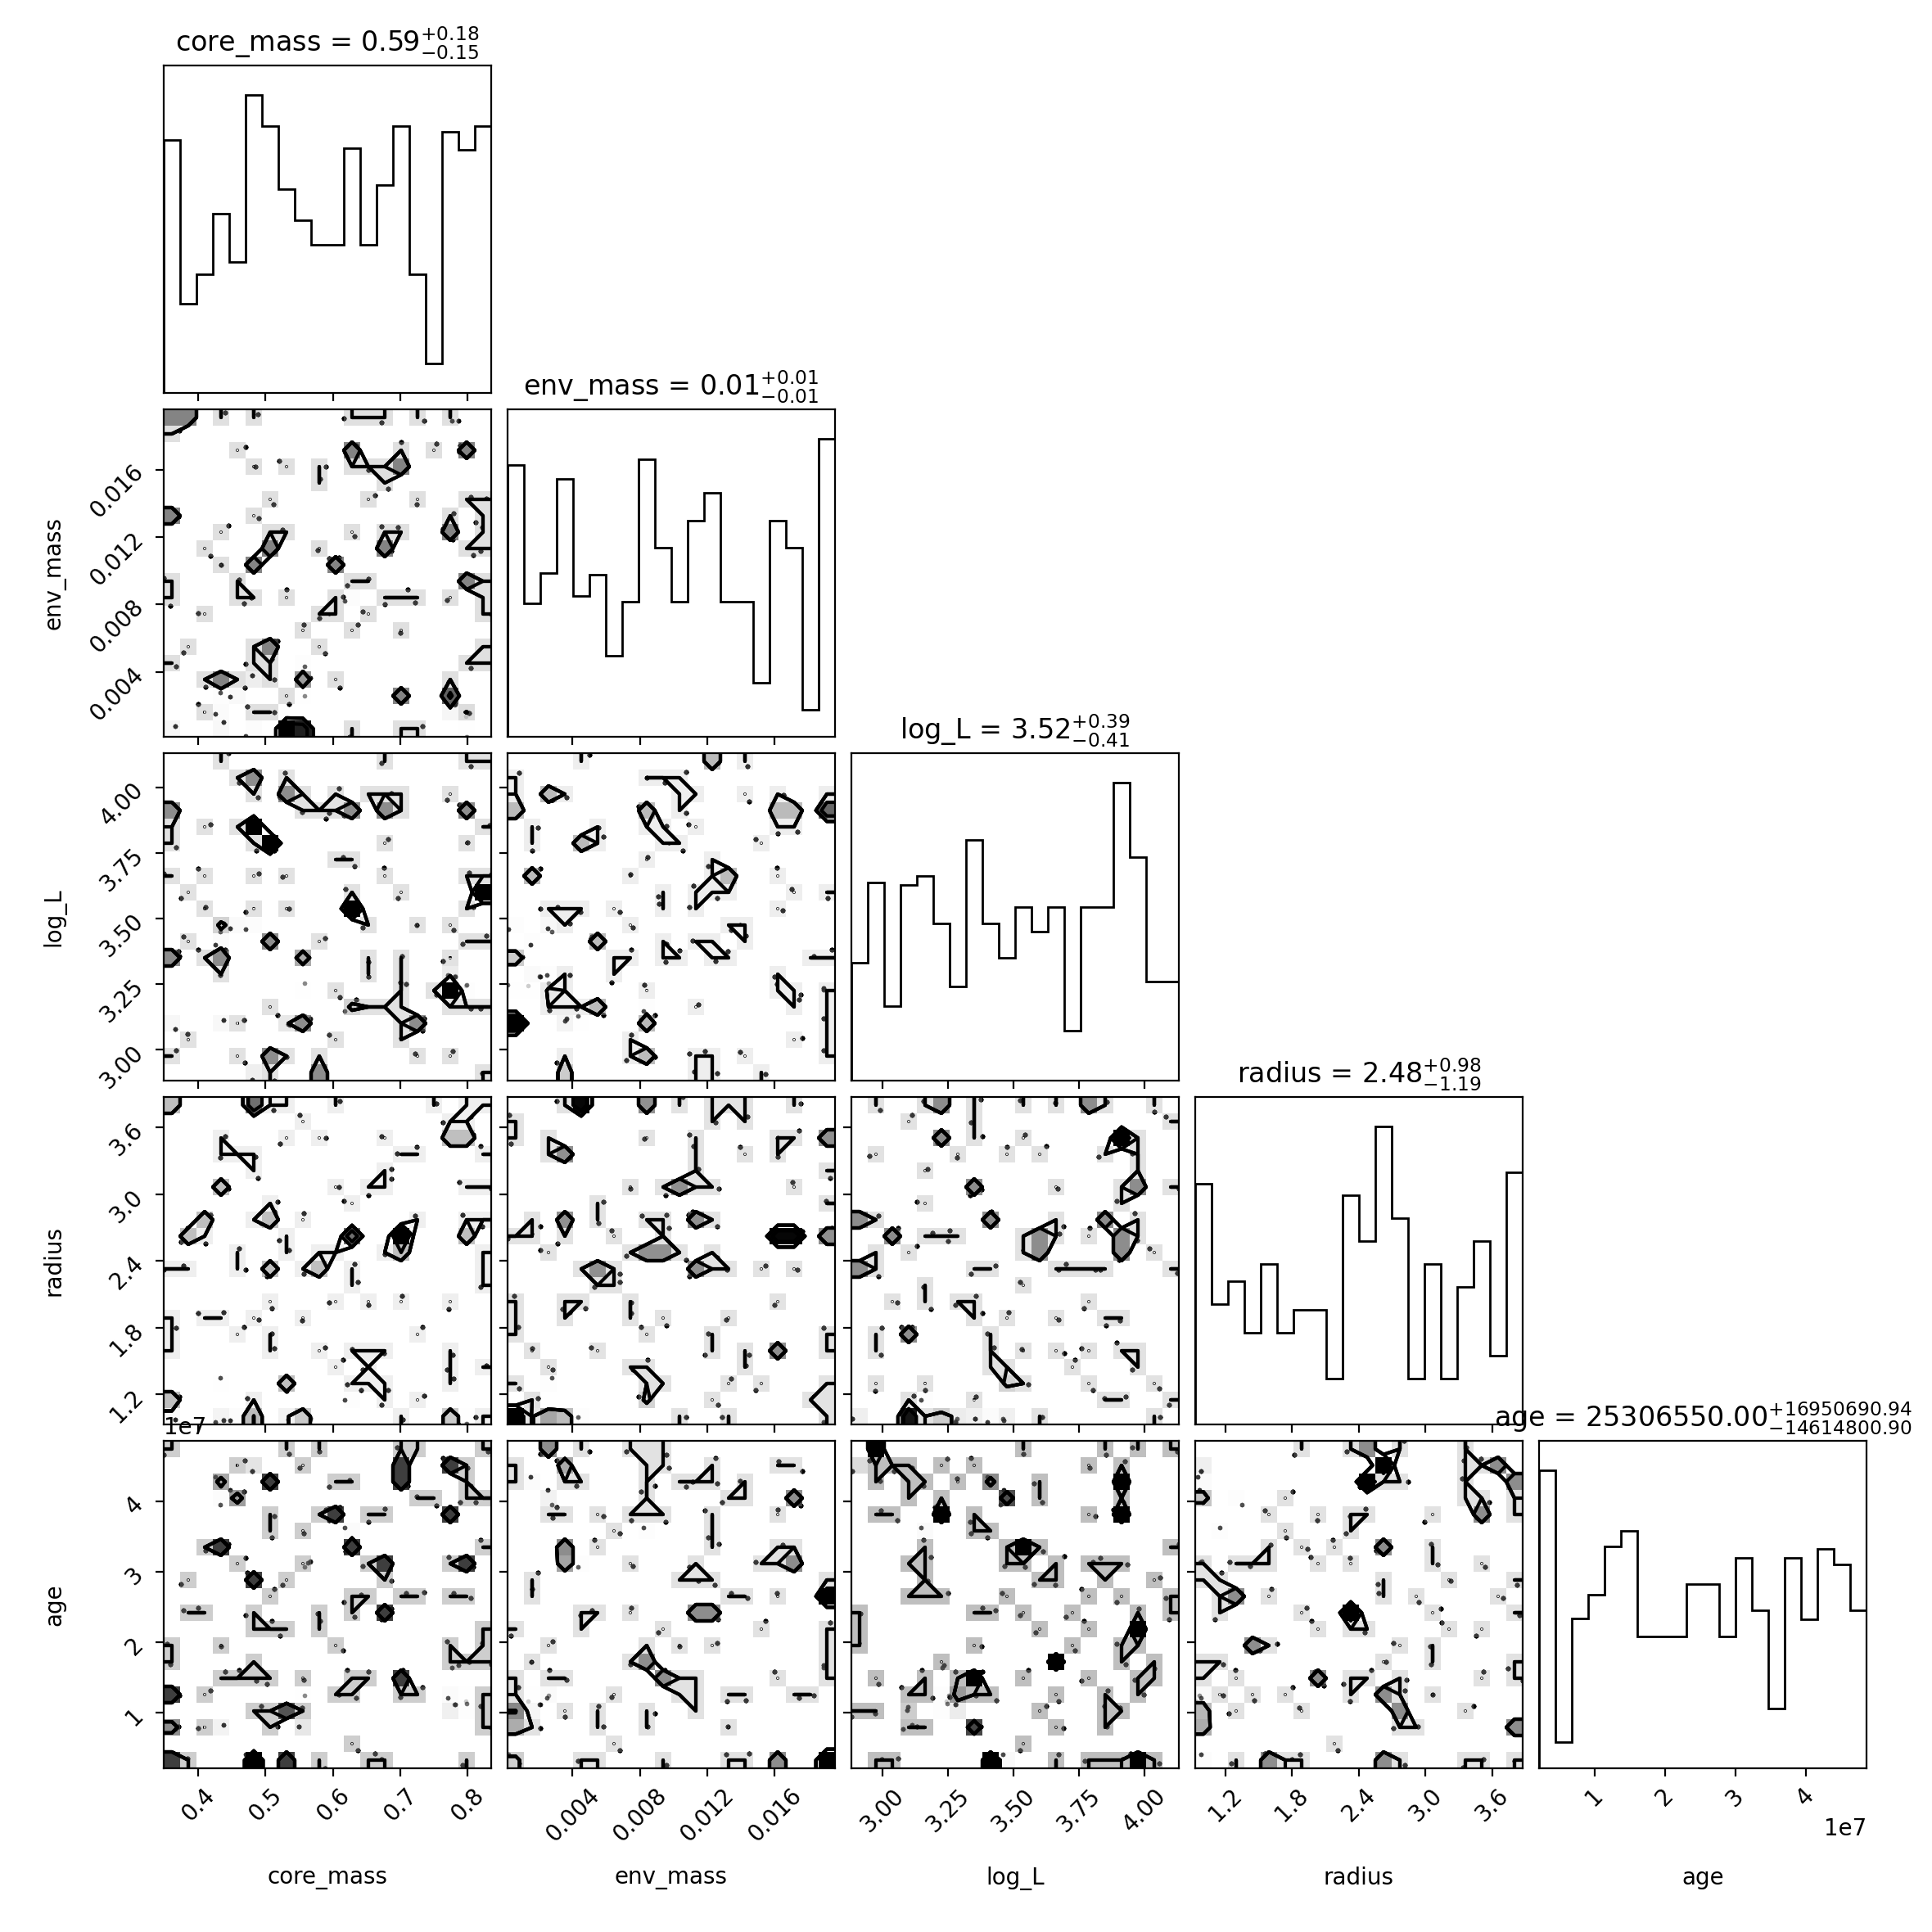 core_mass = 0.59+0.18−0.15
env_mass = 0.01+0.01−0.01
env_mass
0.016
0.012
0.008
0.004
log_L = 3.52+0.39−0.41
log_L
4.00
3.75
3.50
3.25
3.00
radius = 2.48+0.98−1.19
radius
3.6
3.0
2.4
1.8
1.2
1e7
age = 25306550.00+16950690.94−14614800.90
age
4
3
2
1
0.4 0.5 0.6 0.7 0.8
0.004 0.008 0.012 0.016
3.00 3.25 3.50 3.75 4.00
1.2 1.8 2.4 3.0 3.6
1 2 3 4
1e7
core_mass env_mass log_L radius age